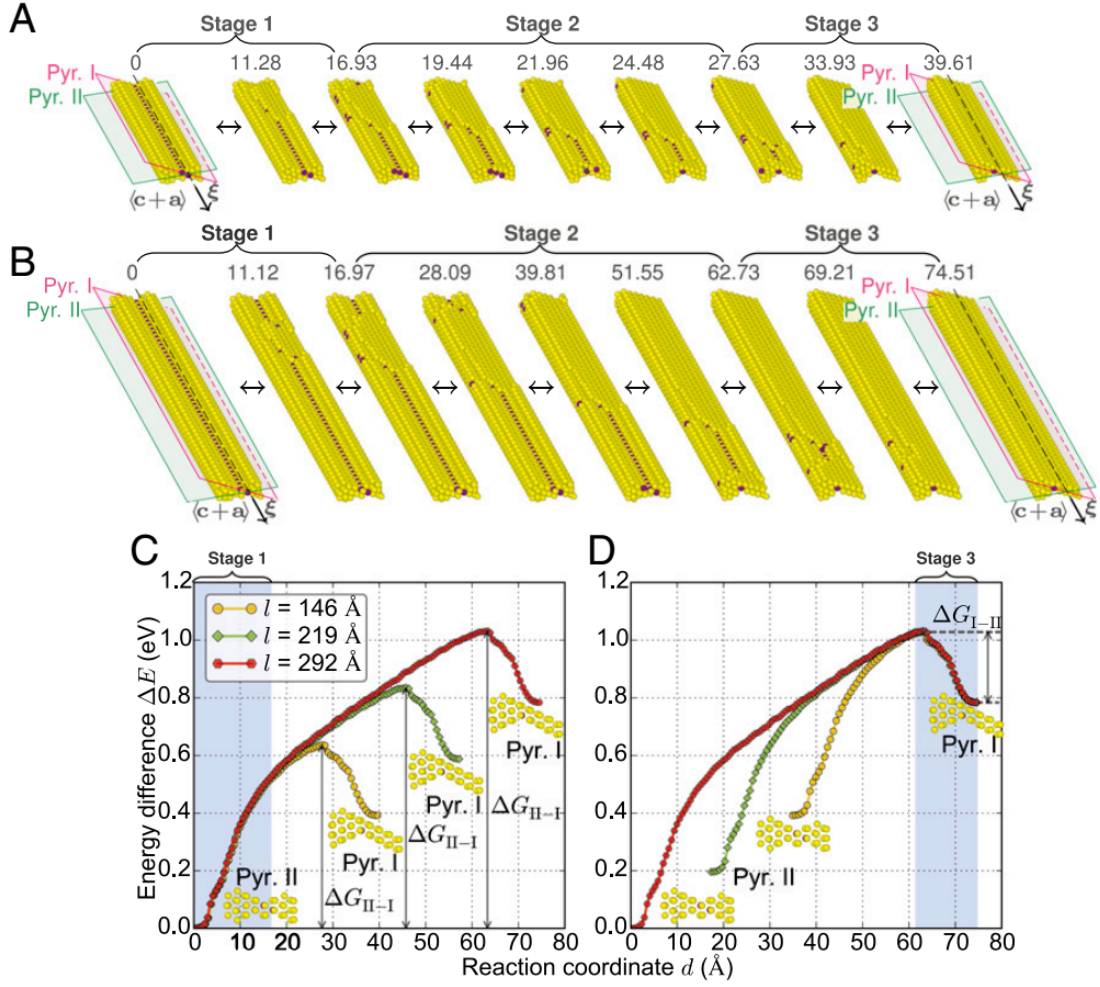 A
Stage 1
Stage 2
Stage 3
0
11.28
16.93
19.44
21.96
24.48
27.63
33.93
39.61
Pyr. I
Pyr. II
Pyr. I
Pyr. II
⟨c+a⟩
ξ
⟨c+a⟩
ξ
B
Stage 1
Stage 2
Stage 3
0
11.12
16.97
28.09
39.81
51.55
62.73
69.21
74.51
Pyr. I
Pyr. II
Pyr. I
Pyr. II
⟨c+a⟩
ξ
⟨c+a⟩
ξ
C
Stage 1
Energy difference ΔE (eV)
1.2
1.0
0.8
0.6
0.4
0.2
0.0
l = 146 Å
l = 219 Å
l = 292 Å
Pyr. I
Pyr. I
Pyr. I
Pyr. II
ΔG_II−I
ΔG_II−I
ΔG_II−I
0 10 20 30 40 50 60 70 80
D
Stage 3
1.2
1.0
0.8
0.6
0.4
0.2
0.0
ΔG_I−II
Pyr. I
Pyr. II
0 10 20 30 40 50 60 70 80
Reaction coordinate d (Å)